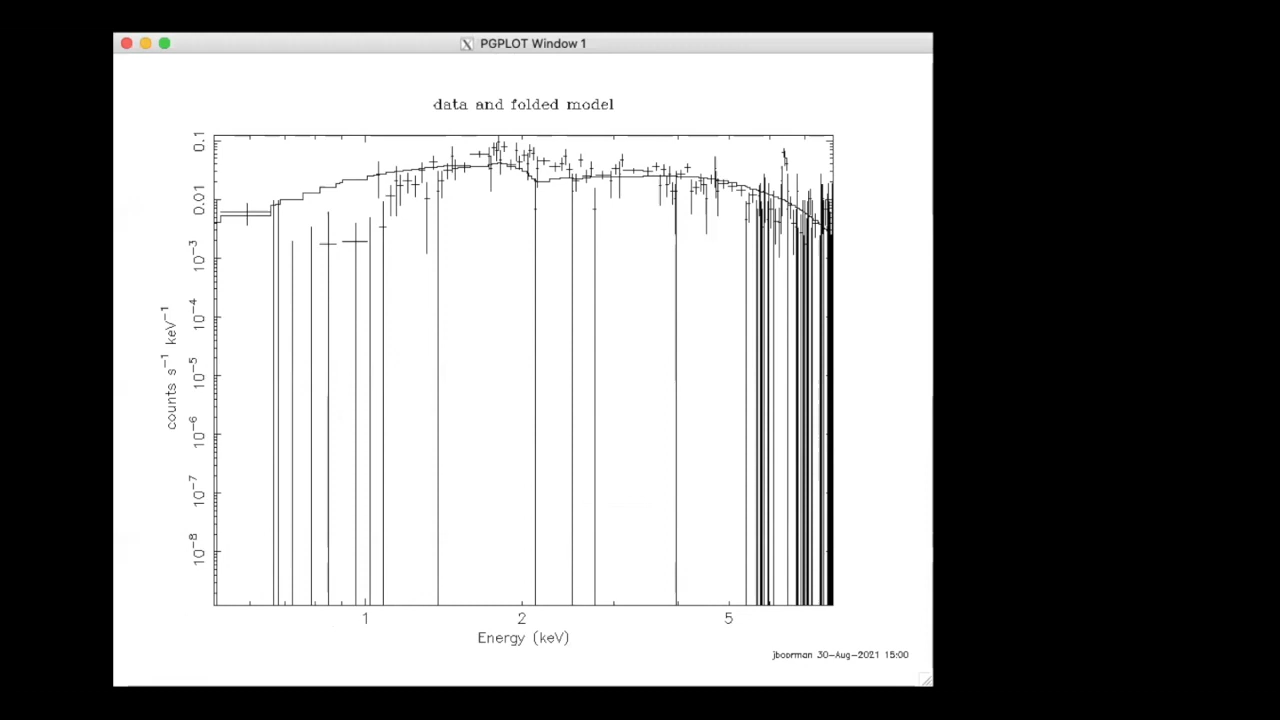 PGPLOT Window 1
data and folded model
0.1
0.01
10−3
10−4
10−5
10−6
10−7
10−8
counts s−1 keV−1
1 2 5
Energy (keV)
jboorman 30−Aug−2021 15:00